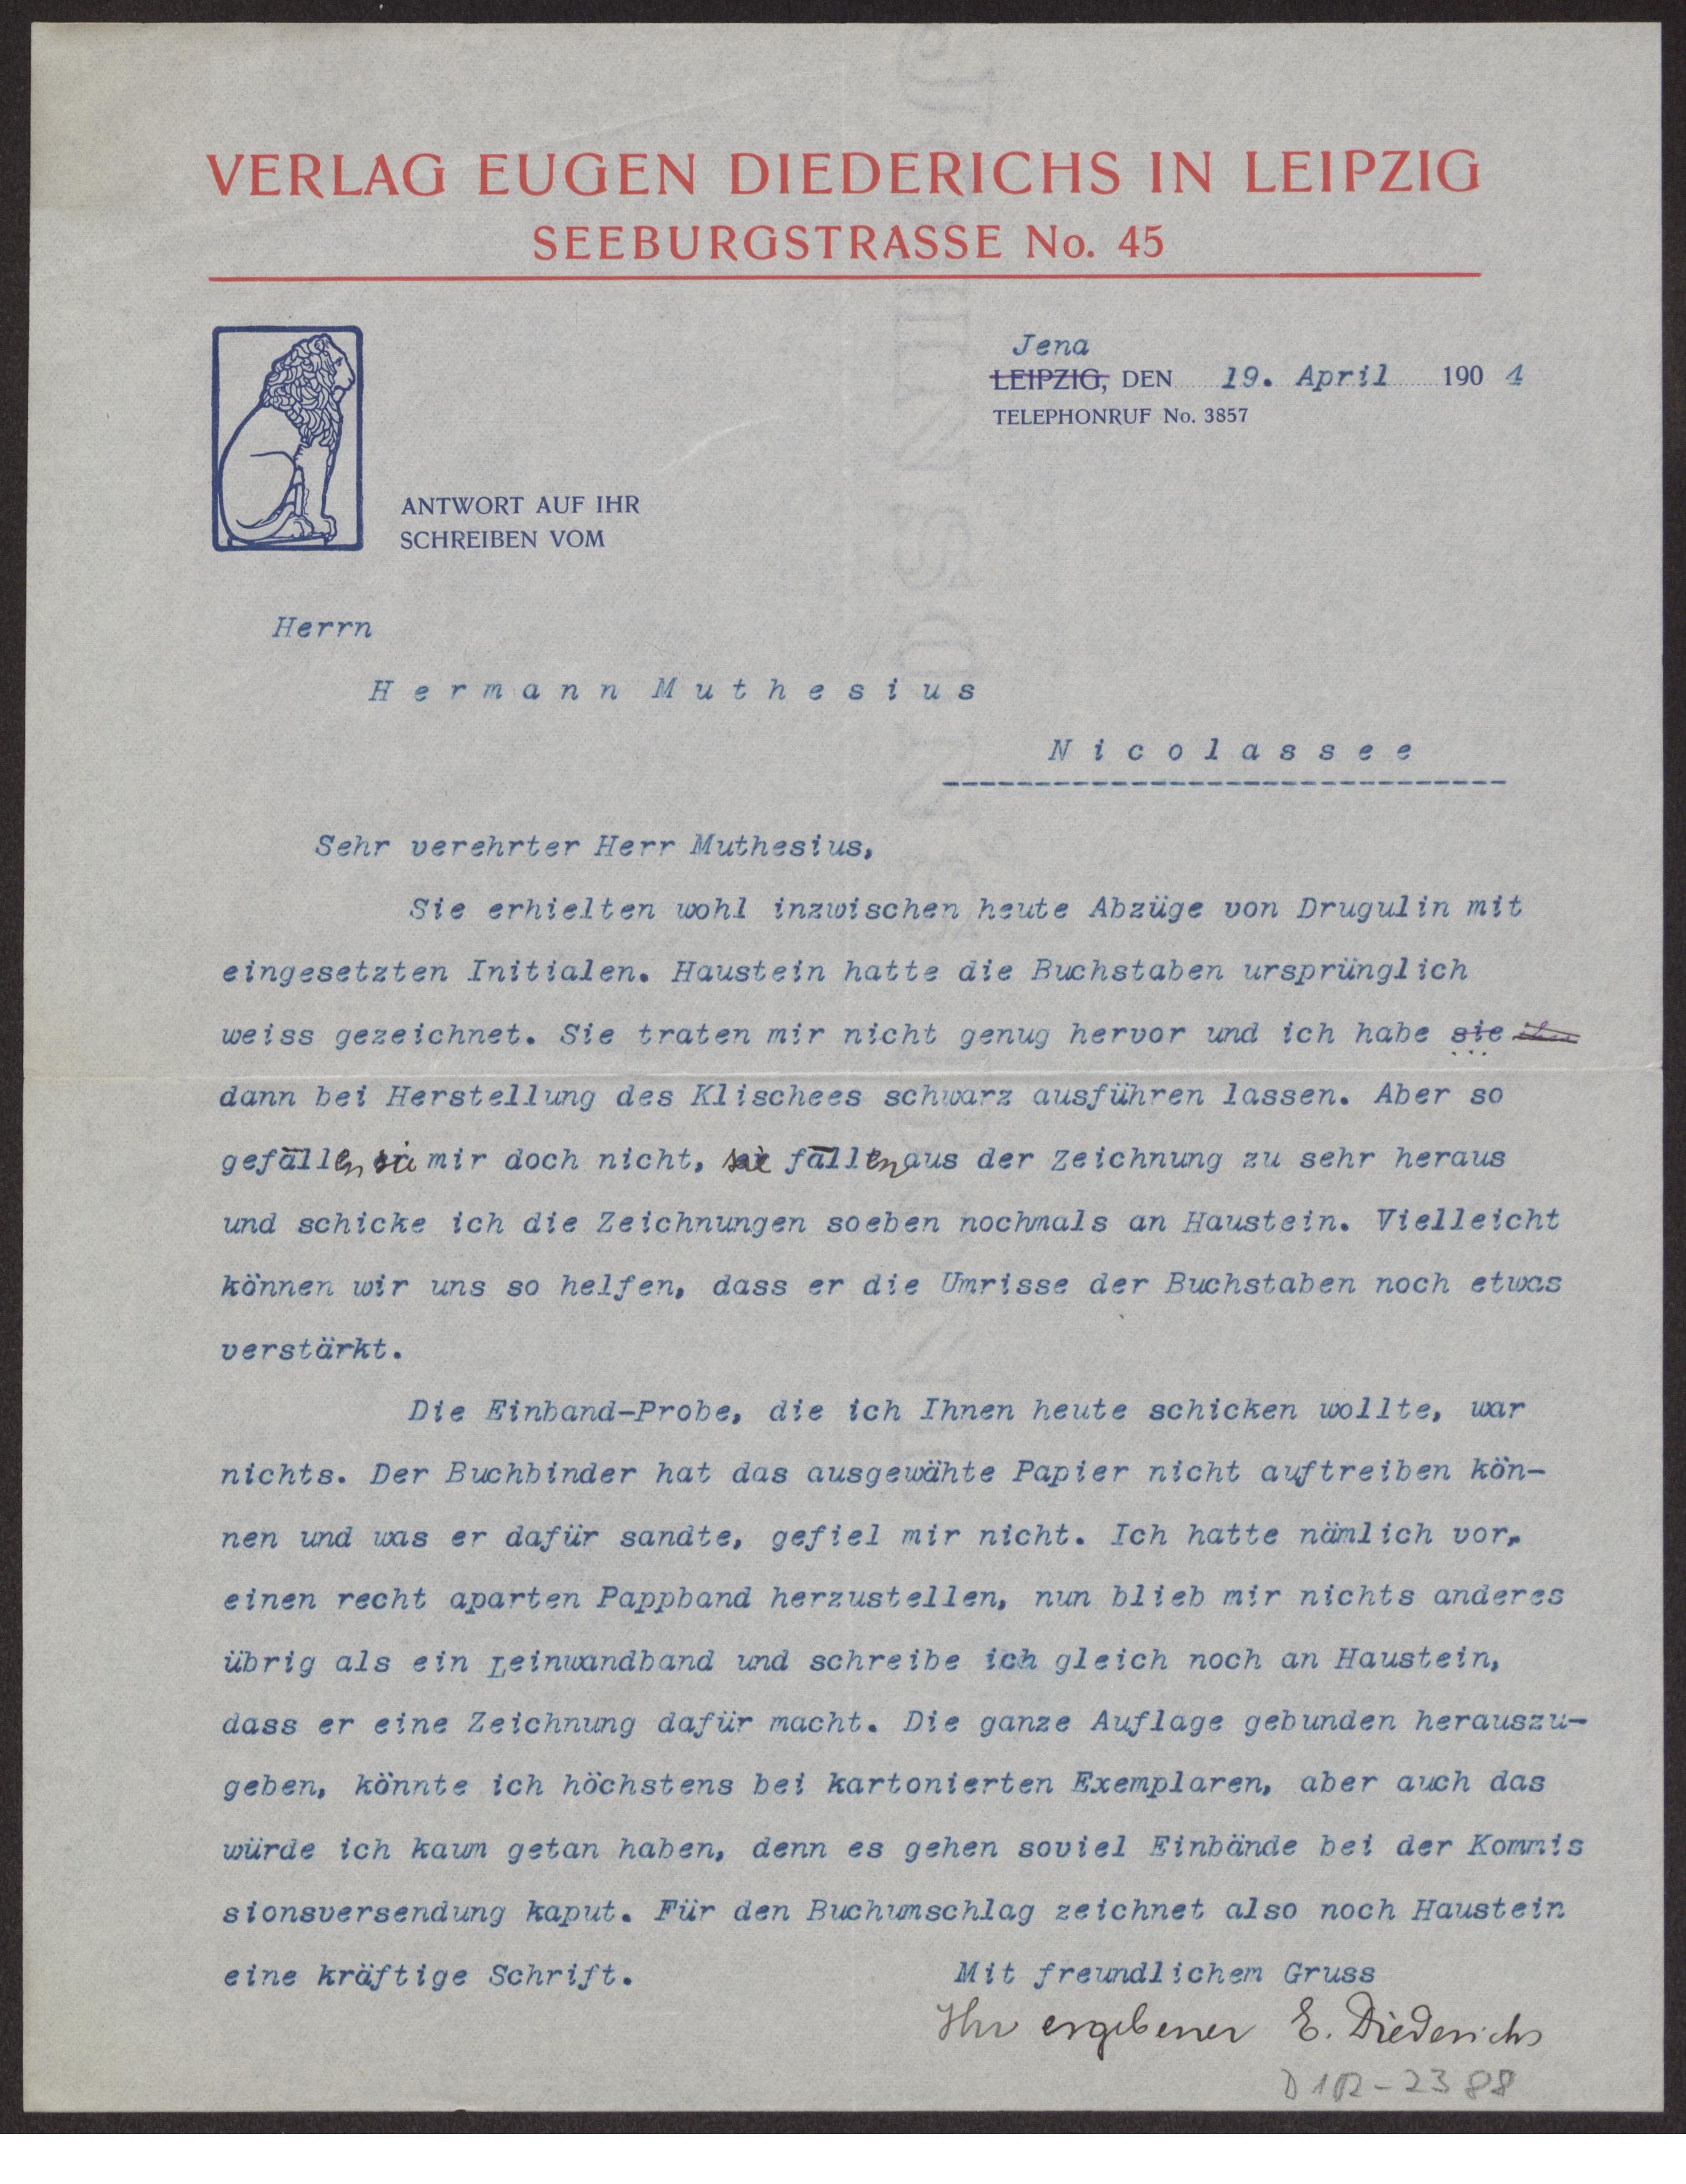 VERLAG EUGEN DIEDERICHS IN LEIPZIG
SEEBURGSTRASSE No. 45
Jena
LEIPZIG, DEN 19. April 190 4
TELEPHONRUF No. 3857
ANTWORT AUF IHR
SCHREIBEN VOM
Herrn
Hermann Muthesius
Nicolassee
Sehr verehrter Herr Muthesius,
Sie erhielten wohl inzwischen heute Abzüge von Drugulin mit
eingesetzten Initialen. Haustein hatte die Buchstaben ursprünglich
weiss gezeichnet. Sie traten mir nicht genug hervor und ich habe sie
dann bei Herstellung des Klischees schwarz ausführen lassen. Aber so
gefallen sie mir doch nicht, sie fallen aus der Zeichnung zu sehr heraus
und schicke ich die Zeichnungen soeben nochmals an Haustein. Vielleicht
können wir uns so helfen, dass er die Umrisse der Buchstaben noch etwas
verstärkt.
Die Einband-Probe, die ich Ihnen heute schicken wollte, war
nichts. Der Buchbinder hat das ausgewähte Papier nicht auftreiben kön-
nen und was er dafür sandte, gefiel mir nicht. Ich hatte nämlich vor,
einen recht aparten Pappband herzustellen, nun blieb mir nichts anderes
übrig als ein Leinwandband und schreibe ich gleich noch an Haustein,
dass er eine Zeichnung dafür macht. Die ganze Auflage gebunden herauszu-
geben, könnte ich höchstens bei kartonierten Exemplaren, aber auch das
würde ich kaum getan haben, denn es gehen soviel Einbände bei der Kommis
sionsversendung kaput. Für den Buchumschlag zeichnet also noch Haustein
eine kräftige Schrift. Mit freundlichem Gruss
Ihr ergebener E. Diederichs
D 102-2388